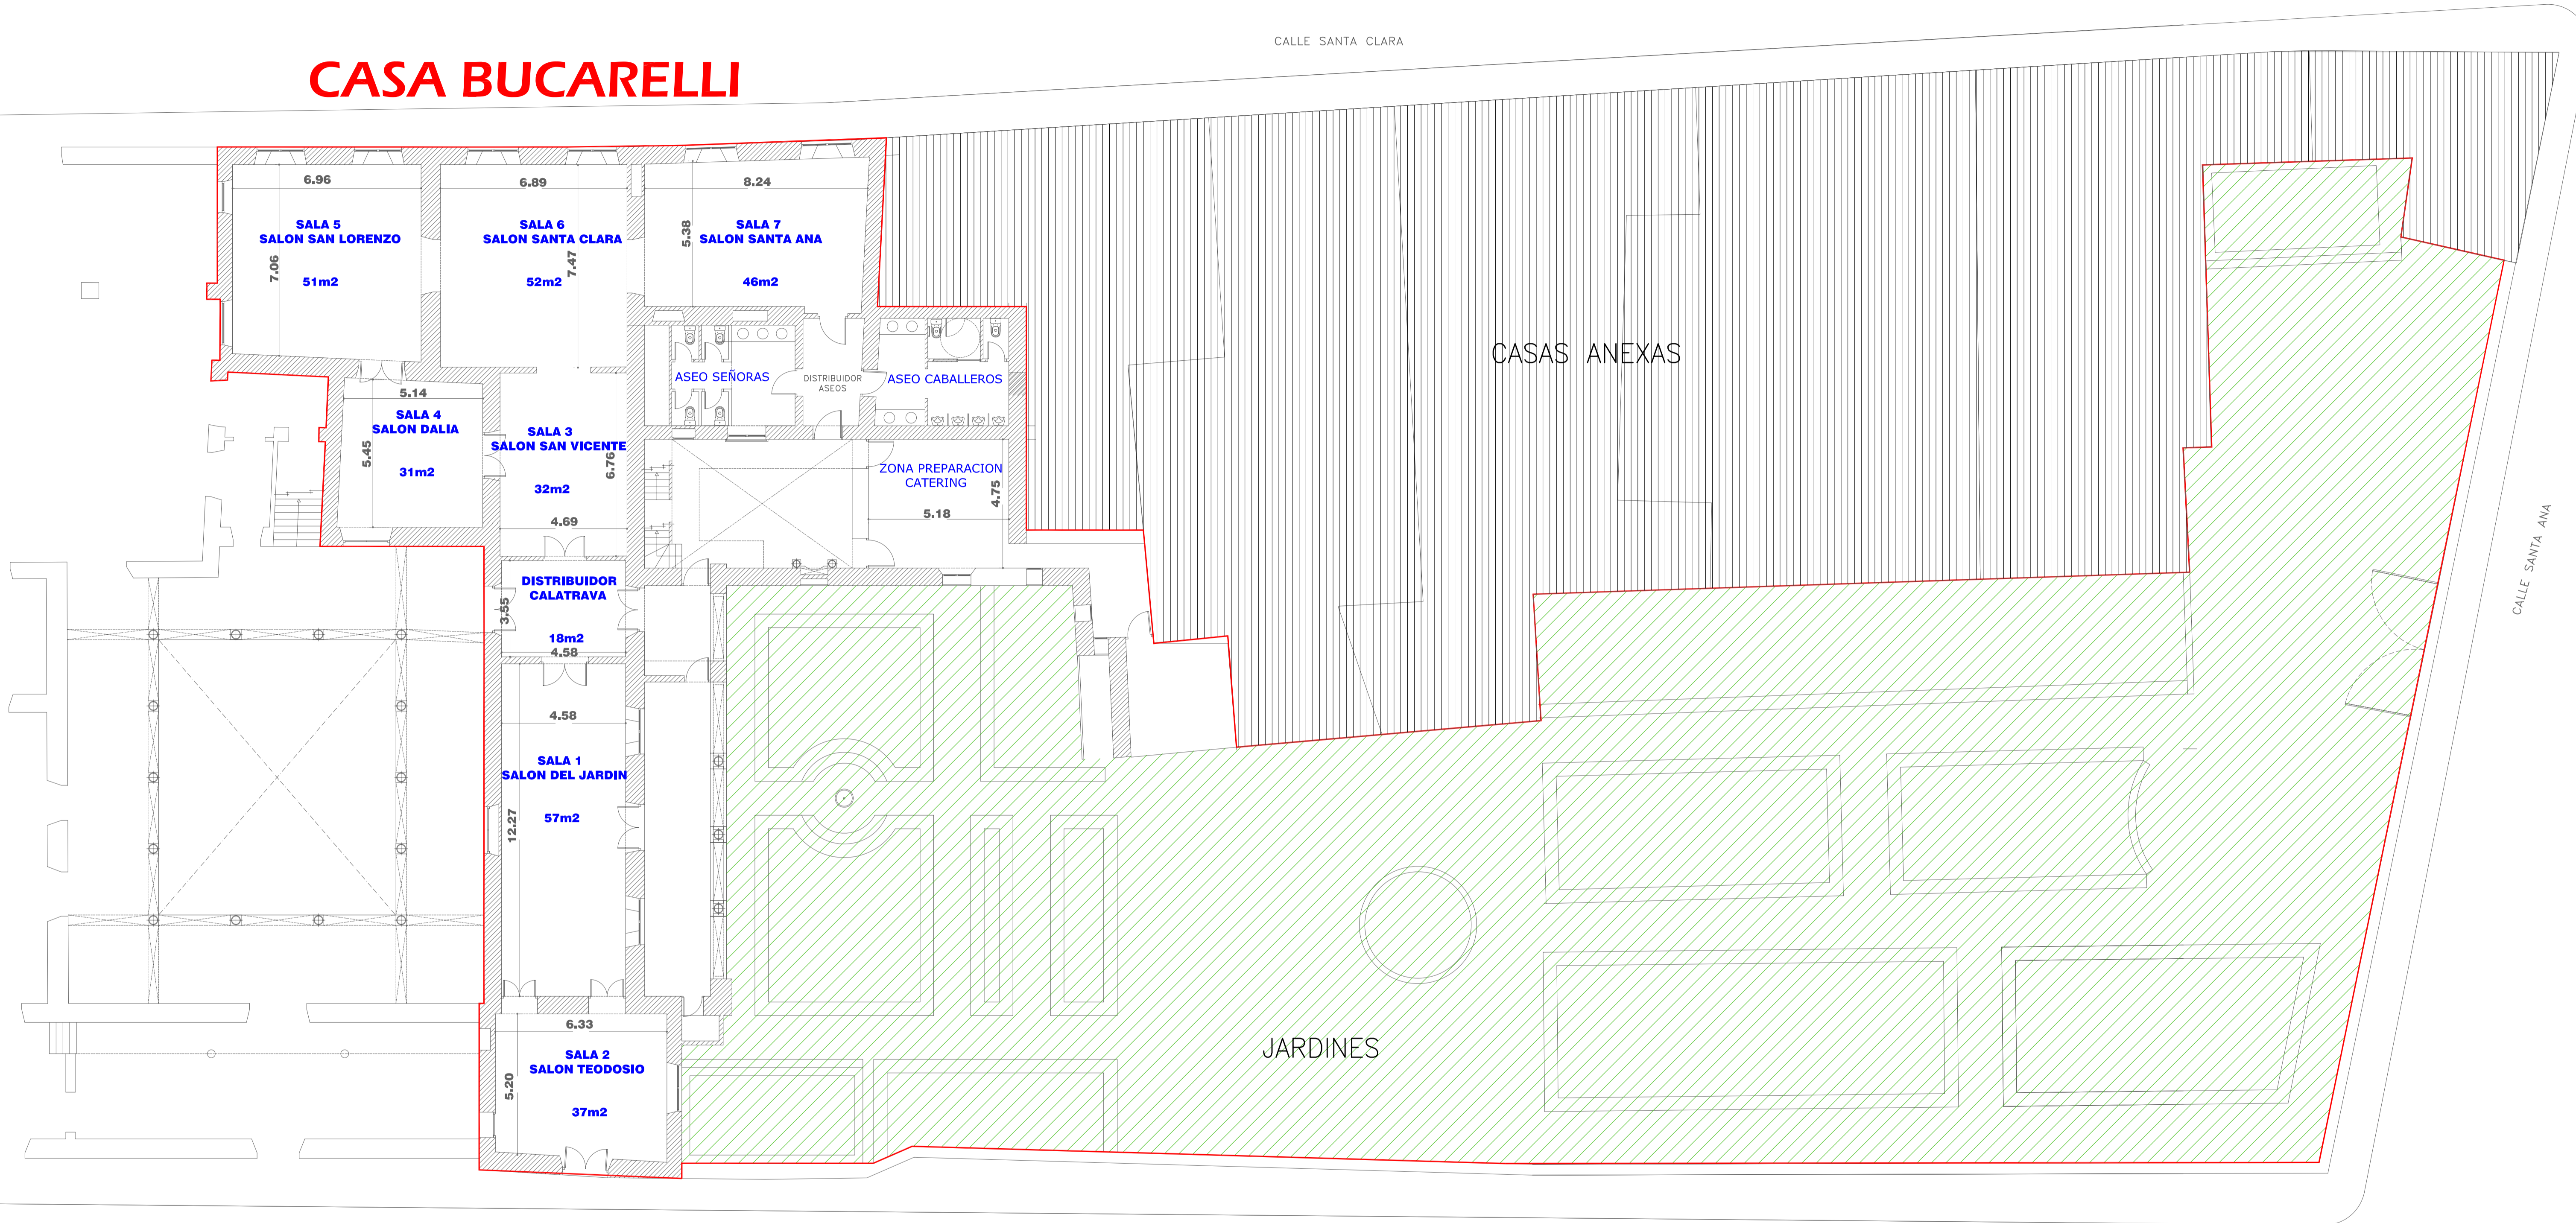 CALLE SANTA CLARA
CASA BUCARELLI
6.96
6.89
8.24
SALA 5
SALON SAN LORENZO
7.06
51m2
SALA 6
SALON SANTA CLARA
7.47
52m2
SALA 7
SALON SANTA ANA
5.38
46m2
CASAS ANEXAS
ASEO SEÑORAS
DISTRIBUIDOR
ASEOS
ASEO CABALLEROS
5.14
SALA 4
SALON DALIA
5.45
31m2
SALA 3
SALON SAN VICENTE
6.76
32m2
4.69
ZONA PREPARACION
CATERING
4.75
5.18
CALLE SANTA ANA
DISTRIBUIDOR
CALATRAVA
3.55
18m2
4.58
4.58
SALA 1
SALON DEL JARDIN
12.27
57m2
6.33
SALA 2
SALON TEODOSIO
5.20
37m2
JARDINES